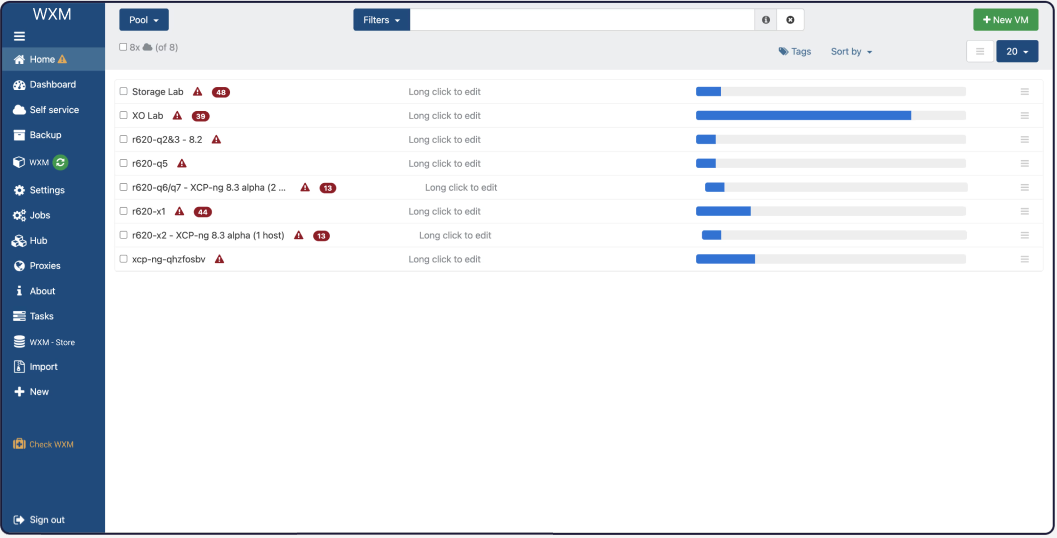 WXM
Pool
Filters
+ New VM
8x (of 8)
Tags
Sort by
20
Home
Dashboard
Self service
Backup
WXM
Settings
Jobs
Hub
Proxies
About
Tasks
WXM - Store
Import
New
Check WXM
Sign out
Storage Lab 48 Long click to edit
XO Lab 39 Long click to edit
r620-q2&3 - 8.2 Long click to edit
r620-q5 Long click to edit
r620-q6/q7 - XCP-ng 8.3 alpha (2 ... 13 Long click to edit
r620-x1 44 Long click to edit
r620-x2 - XCP-ng 8.3 alpha (1 host) 13 Long click to edit
xcp-ng-qhzfosbv Long click to edit